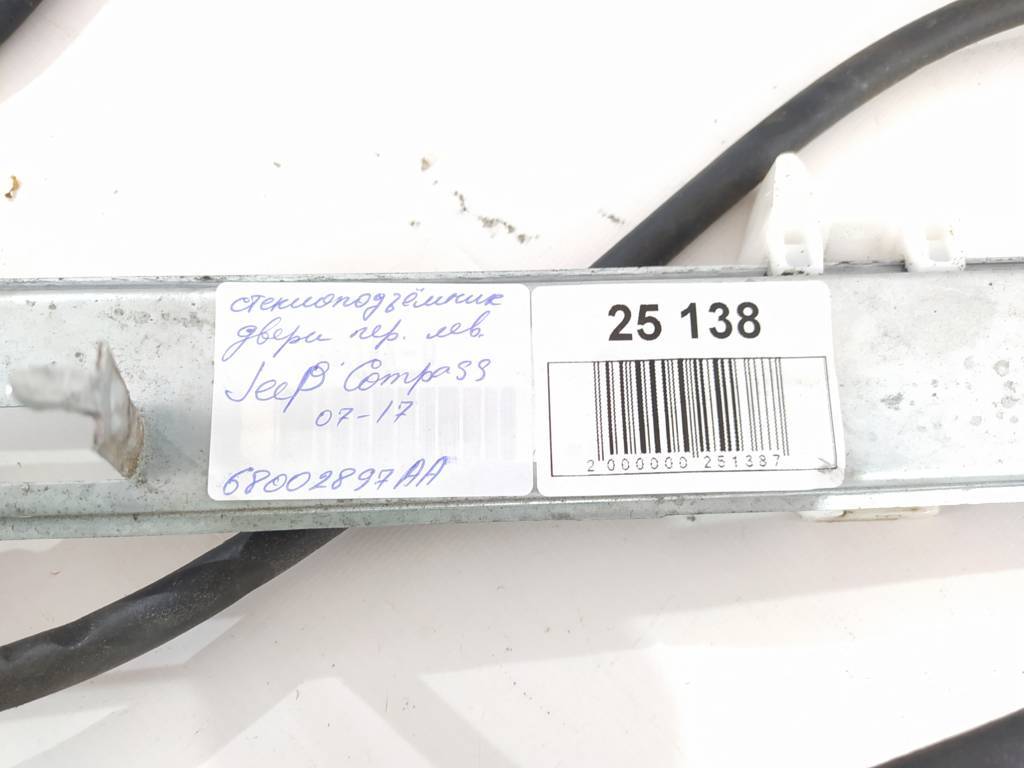 стеклоподъёмник
двери пер. лев.
Jeep Compass
07-17
68002897AA
25 138
2 000000 251387